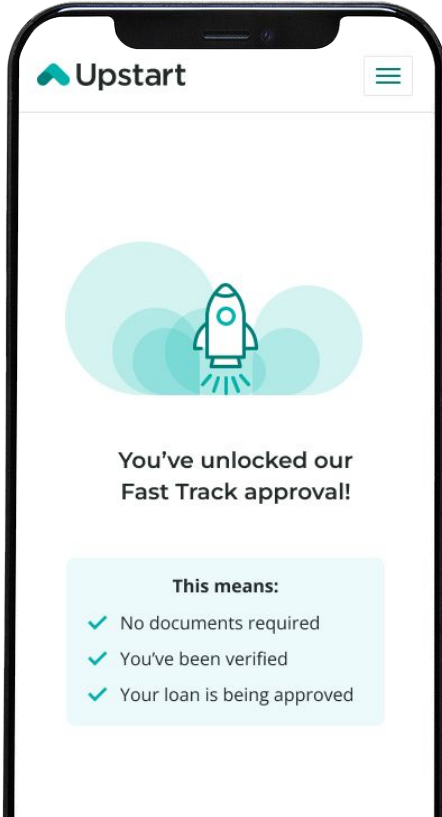 Upstart
You’ve unlocked our
Fast Track approval!
This means:
No documents required
You’ve been verified
Your loan is being approved